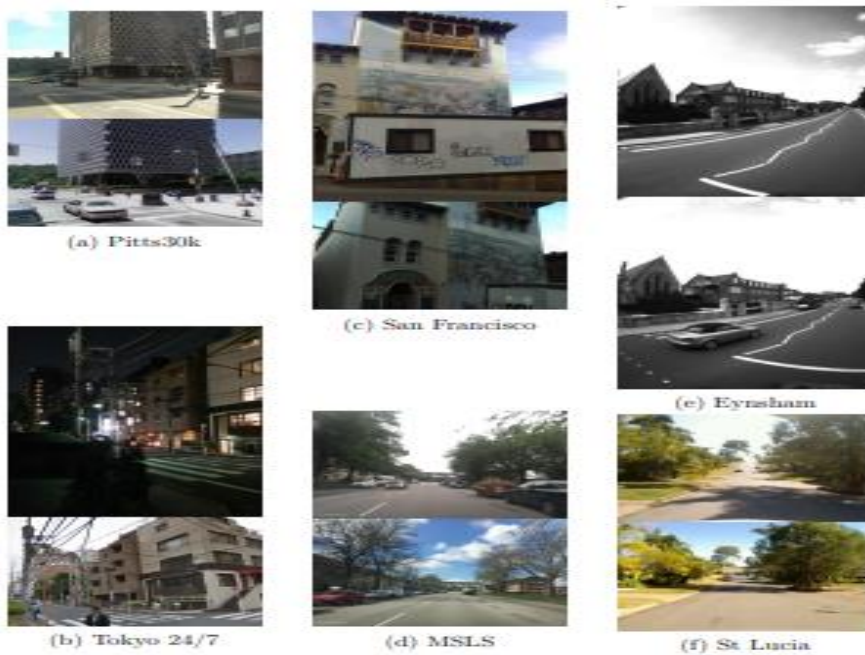 (a) Pitts30k
(c) San Francisco
(e) Eynsham
(b) Tokyo 24/7
(d) MSLS
(f) St Lucia